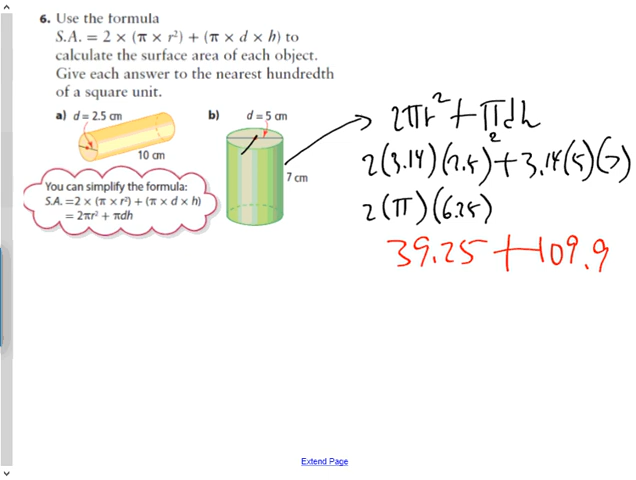 6. Use the formula
S.A. = 2 × (π × r²) + (π × d × h) to
calculate the surface area of each object.
Give each answer to the nearest hundredth
of a square unit.
a) d = 2.5 cm
10 cm
b) d = 5 cm
7 cm
You can simplify the formula:
S.A. =2 × (π × r²) + (π × d × h)
= 2πr² + πdh
2πr² + πdh
2(3.14)(2.5)² + 3.14(5)(7)
2(π)(6.25)
39.25 + 109.9
Extend Page